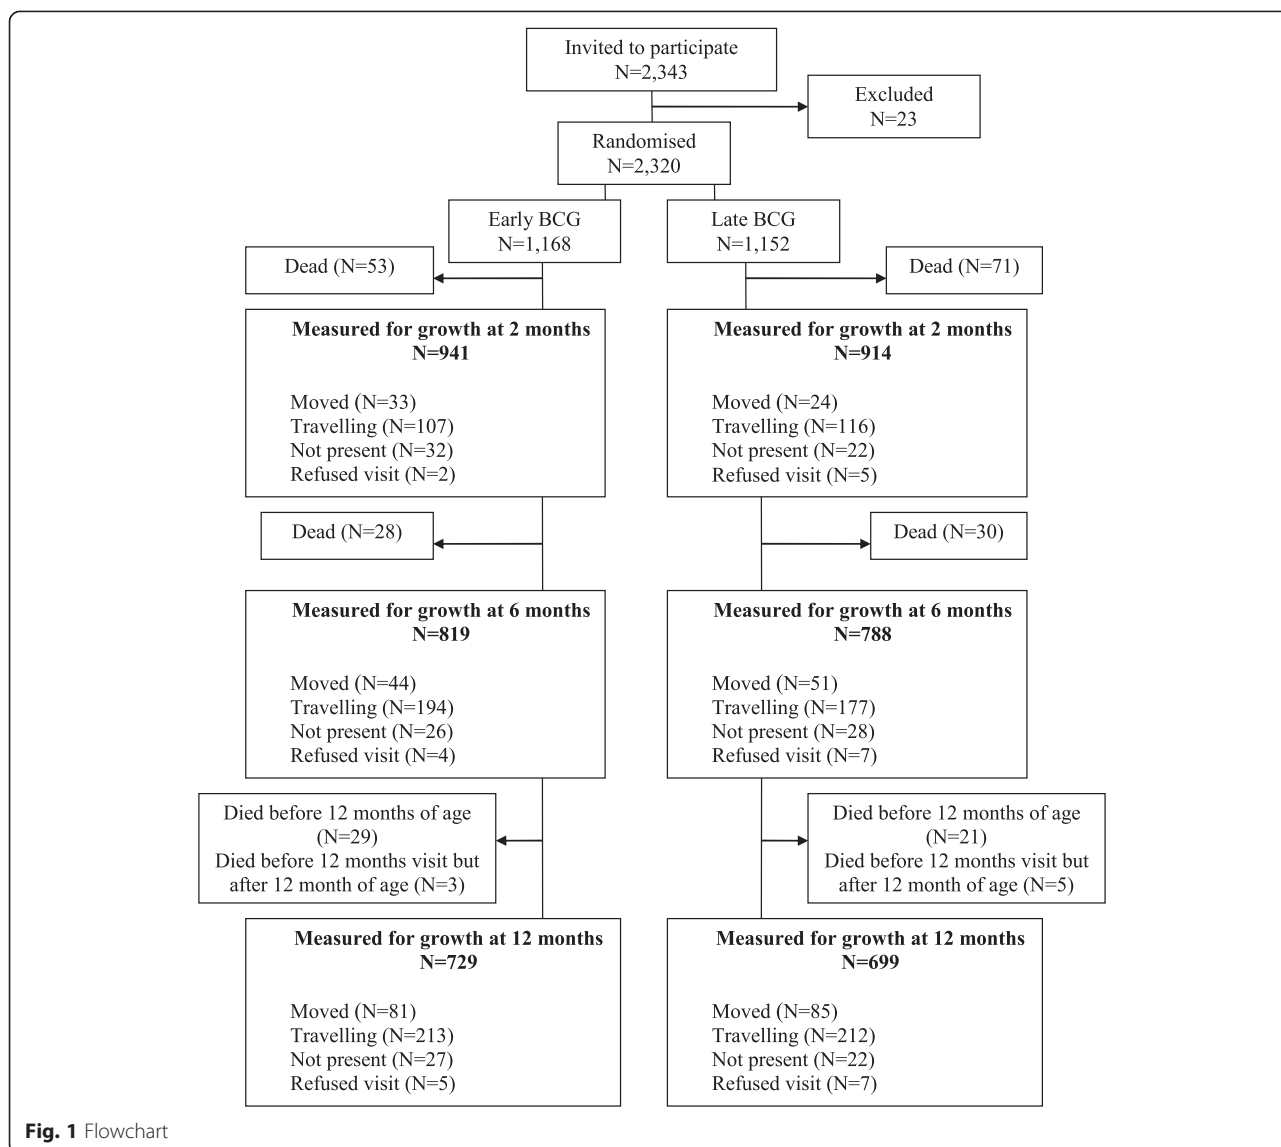 Invited to participate
N=2,343
Excluded
N=23
Randomised
N=2,320
Early BCG
N=1,168
Late BCG
N=1,152
Dead (N=53)
Dead (N=71)
Measured for growth at 2 months
N=941
Moved (N=33)
Travelling (N=107)
Not present (N=32)
Refused visit (N=2)
Measured for growth at 2 months
N=914
Moved (N=24)
Travelling (N=116)
Not present (N=22)
Refused visit (N=5)
Dead (N=28)
Dead (N=30)
Measured for growth at 6 months
N=819
Moved (N=44)
Travelling (N=194)
Not present (N=26)
Refused visit (N=4)
Measured for growth at 6 months
N=788
Moved (N=51)
Travelling (N=177)
Not present (N=28)
Refused visit (N=7)
Died before 12 months of age
(N=29)
Died before 12 months visit but
after 12 month of age (N=3)
Died before 12 months of age
(N=21)
Died before 12 months visit but
after 12 month of age (N=5)
Measured for growth at 12 months
N=729
Moved (N=81)
Travelling (N=213)
Not present (N=27)
Refused visit (N=5)
Measured for growth at 12 months
N=699
Moved (N=85)
Travelling (N=212)
Not present (N=22)
Refused visit (N=7)
Fig. 1 Flowchart